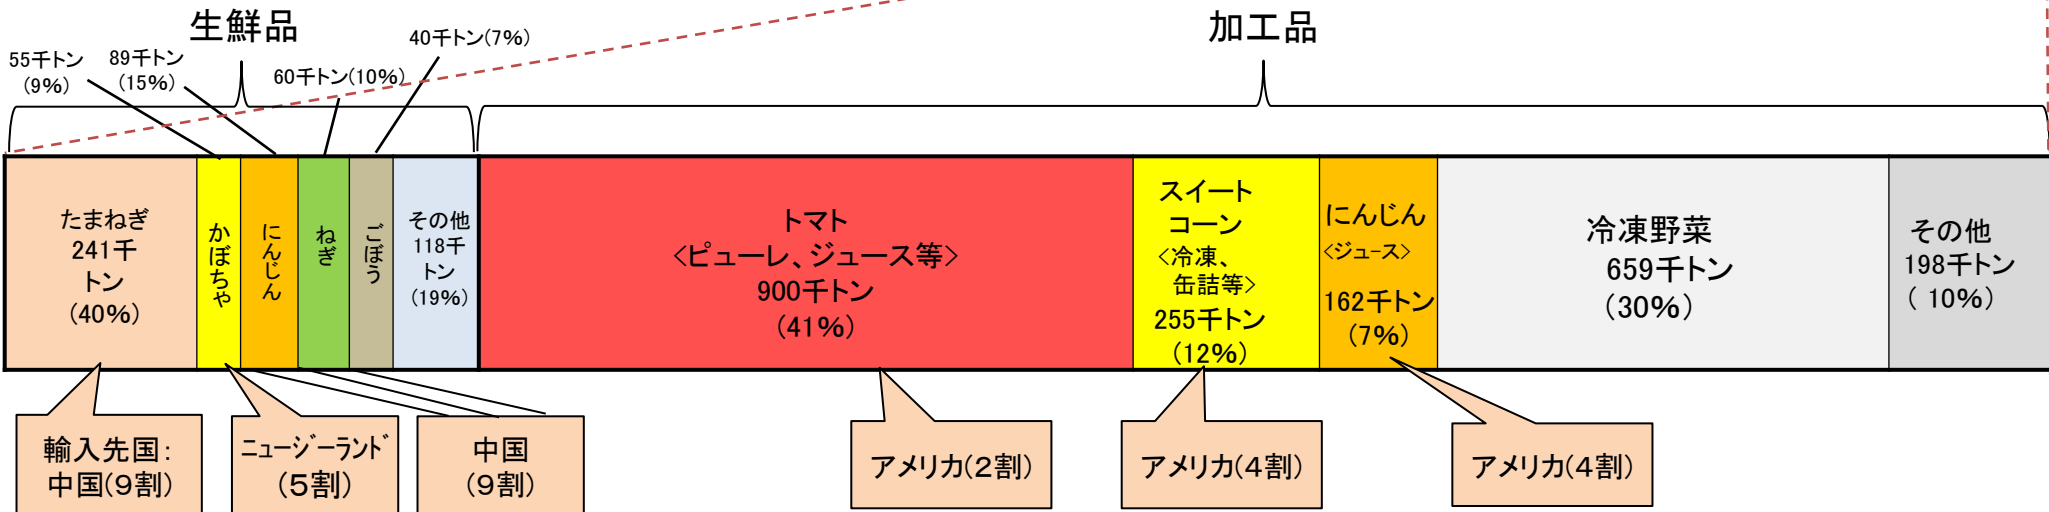 生鮮品
加工品
55千トン
(9%)
89千トン
(15%)
60千トン(10%)
40千トン(7%)
たまねぎ
241千
トン
(40%)
かぼちゃ
にんじん
ねぎ
ごぼう
その他
118千
トン
(19%)
トマト
<ピューレ、ジュース等>
900千トン
(41%)
スイート
コーン
<冷凍、
缶詰等>
255千トン
(12%)
にんじん
<ジュース>
162千トン
(7%)
冷凍野菜
659千トン
(30%)
その他
198千トン
( 10%)
輸入先国:
中国(9割)
ニュージーランド
(5割)
中国
(9割)
アメリカ(2割)
アメリカ(4割)
アメリカ(4割)